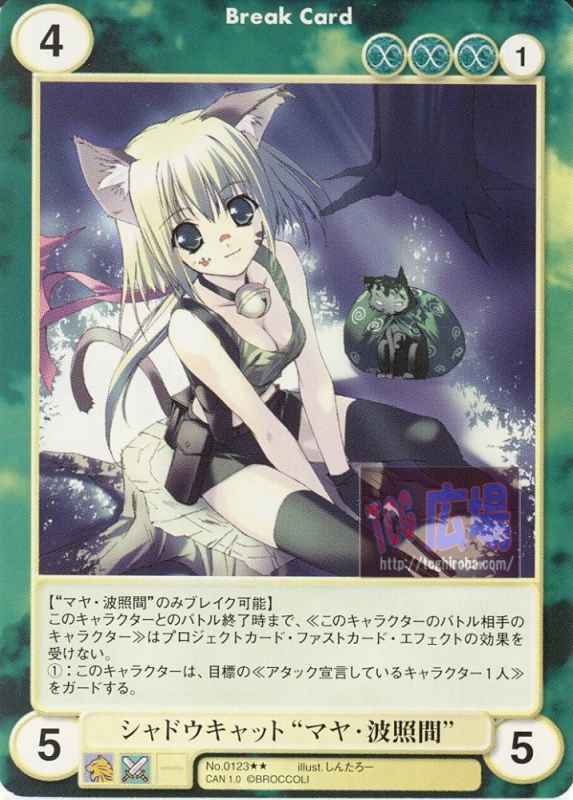 Break Card
4
1
tcg広場
http://tcghiroba.com/
【“マヤ・波照間”のみブレイク可能】
このキャラクターとのバトル終了時まで、≪このキャラクターのバトル相手の
キャラクター≫はプロジェクトカード・ファストカード・エフェクトの効果を
受けない。
①：このキャラクターは、目標の≪アタック宣言しているキャラクター1人≫
をガードする。
シャドウキャット“マヤ・波照間”
5
5
No.0123★★ illust.しんたろー
CAN 1.0 ©BROCCOLI